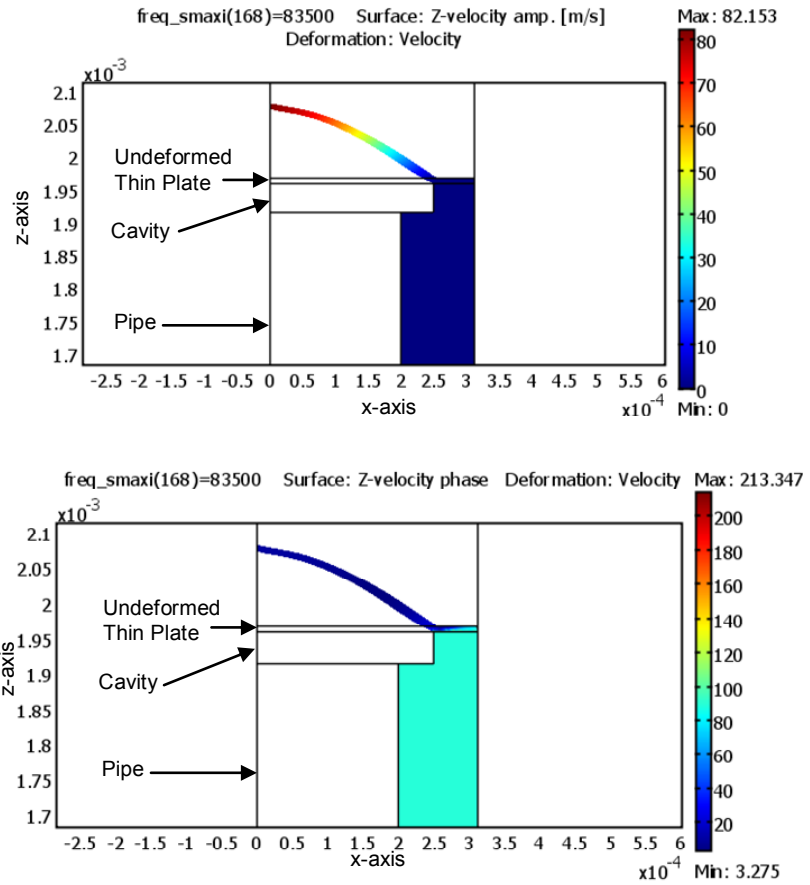 freq_smaxi(168)=83500 Surface: Z-velocity amp. [m/s] Max: 82.153
Deformation: Velocity
x10^-3
2.1
2.05
2
1.95
1.9
1.85
1.8
1.75
1.7
z-axis
Undeformed
Thin Plate
Cavity
Pipe
80
70
60
50
40
30
20
10
0
-2.5 -2 -1.5 -1 -0.5 0 0.5 1 1.5 2 2.5 3 3.5 4 4.5 5 5.5 6
x-axis
x10^-4
Min: 0
freq_smaxi(168)=83500 Surface: Z-velocity phase Deformation: Velocity Max: 213.347
x10^-3
2.1
2.05
2
1.95
1.9
1.85
1.8
1.75
1.7
z-axis
Undeformed
Thin Plate
Cavity
Pipe
200
180
160
140
120
100
80
60
40
20
-2.5 -2 -1.5 -1 -0.5 0 0.5 1 1.5 2 2.5 3 3.5 4 4.5 5 5.5 6
x-axis
x10^-4
Min: 3.275